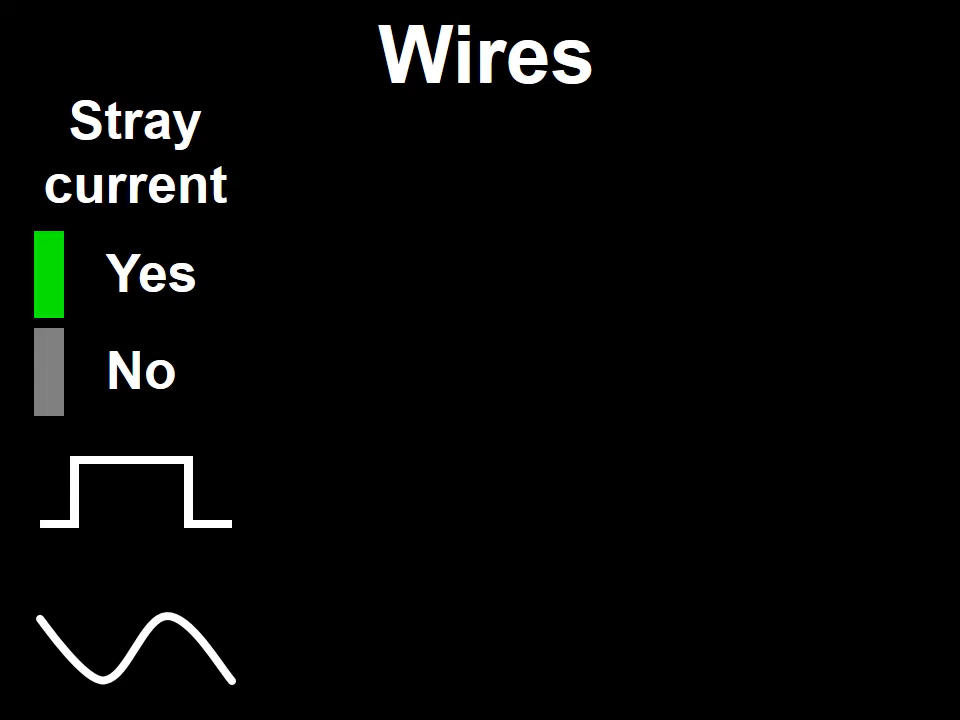 Wires
Stray
current
Yes
No